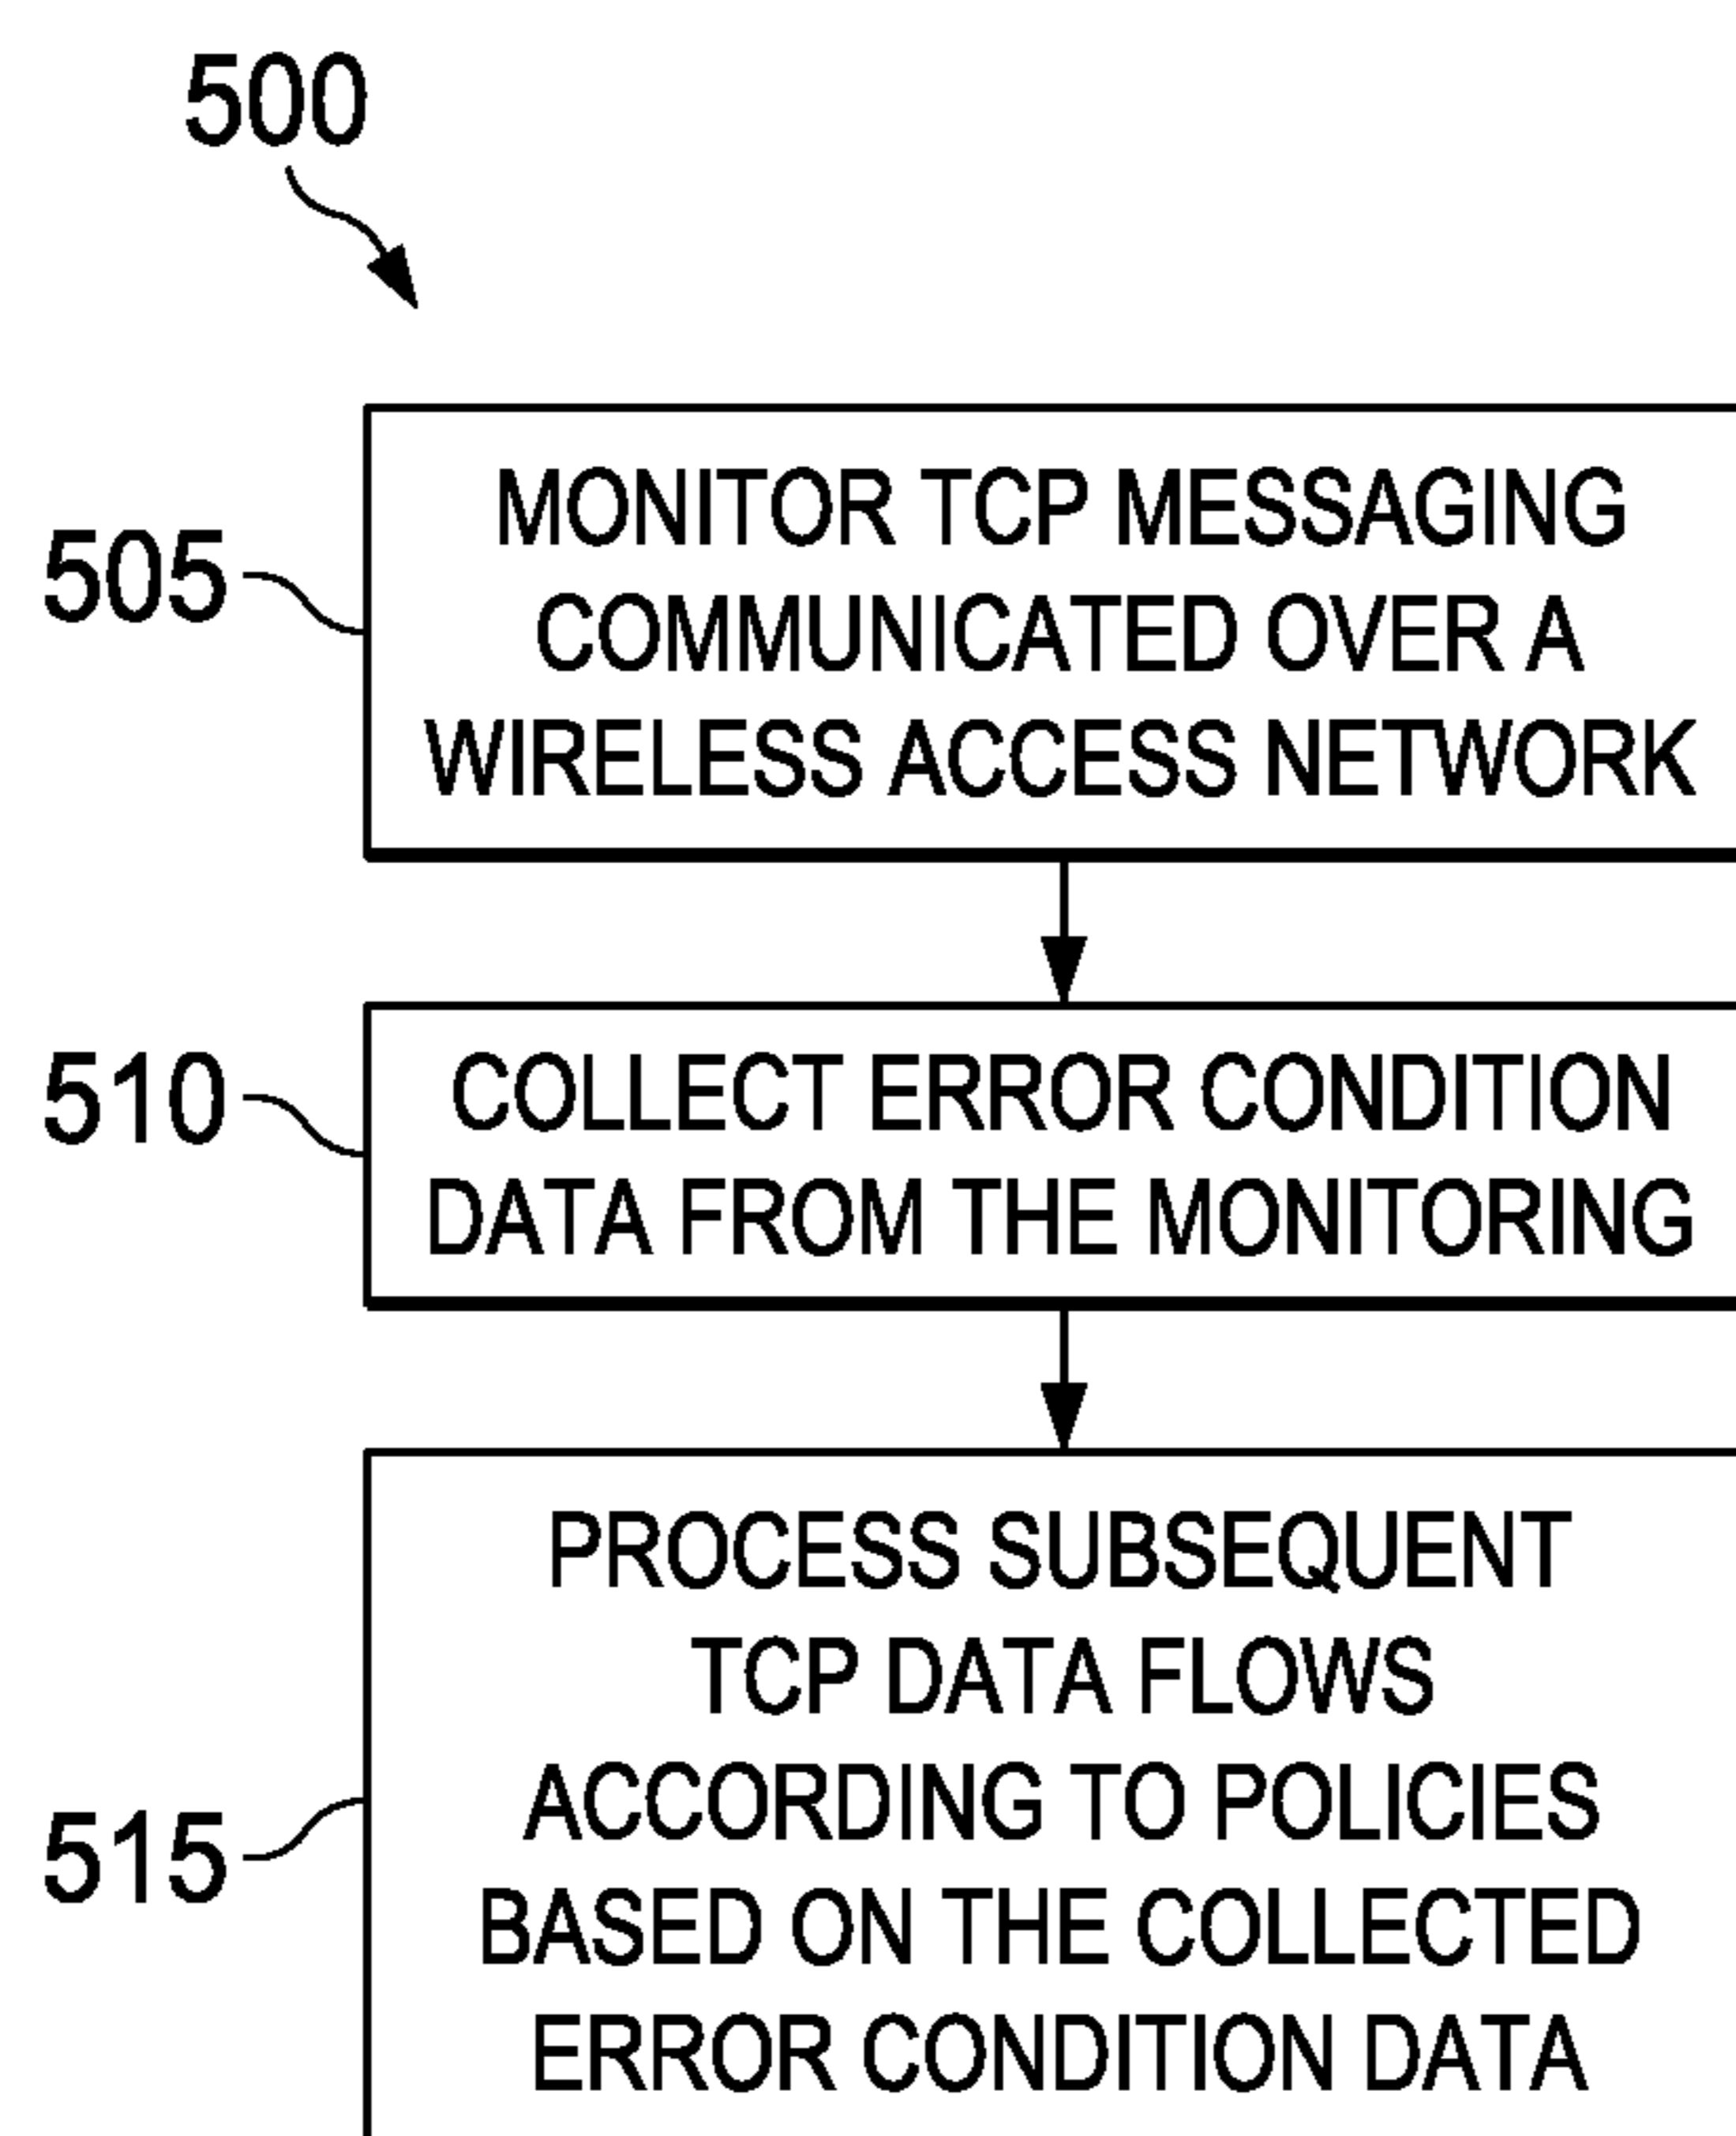 500
505
MONITOR TCP MESSAGING
COMMUNICATED OVER A
WIRELESS ACCESS NETWORK
510
COLLECT ERROR CONDITION
DATA FROM THE MONITORING
515
PROCESS SUBSEQUENT
TCP DATA FLOWS
ACCORDING TO POLICIES
BASED ON THE COLLECTED
ERROR CONDITION DATA